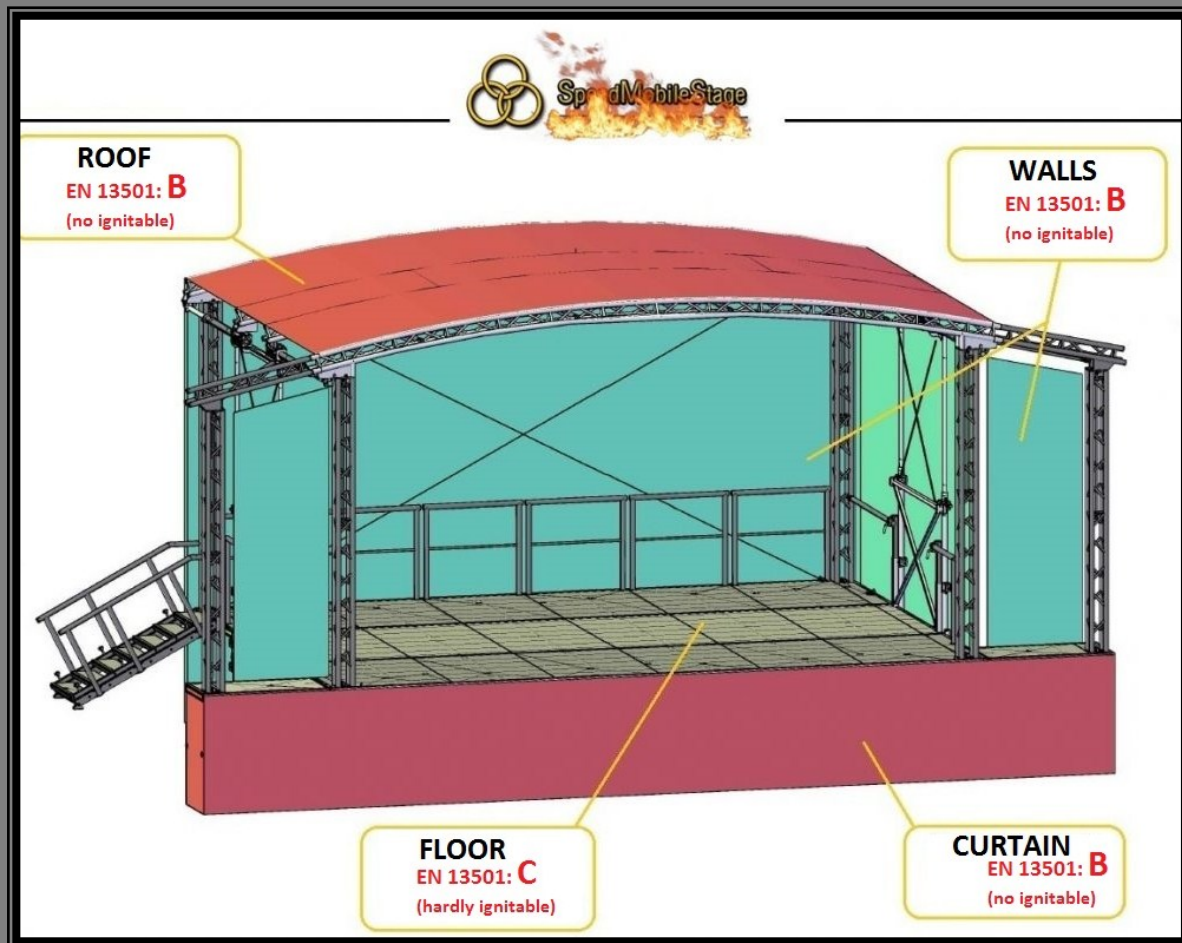 SpeedMobileStage
ROOF
EN 13501: B
(no ignitable)
WALLS
EN 13501: B
(no ignitable)
FLOOR
EN 13501: C
(hardly ignitable)
CURTAIN
EN 13501: B
(no ignitable)